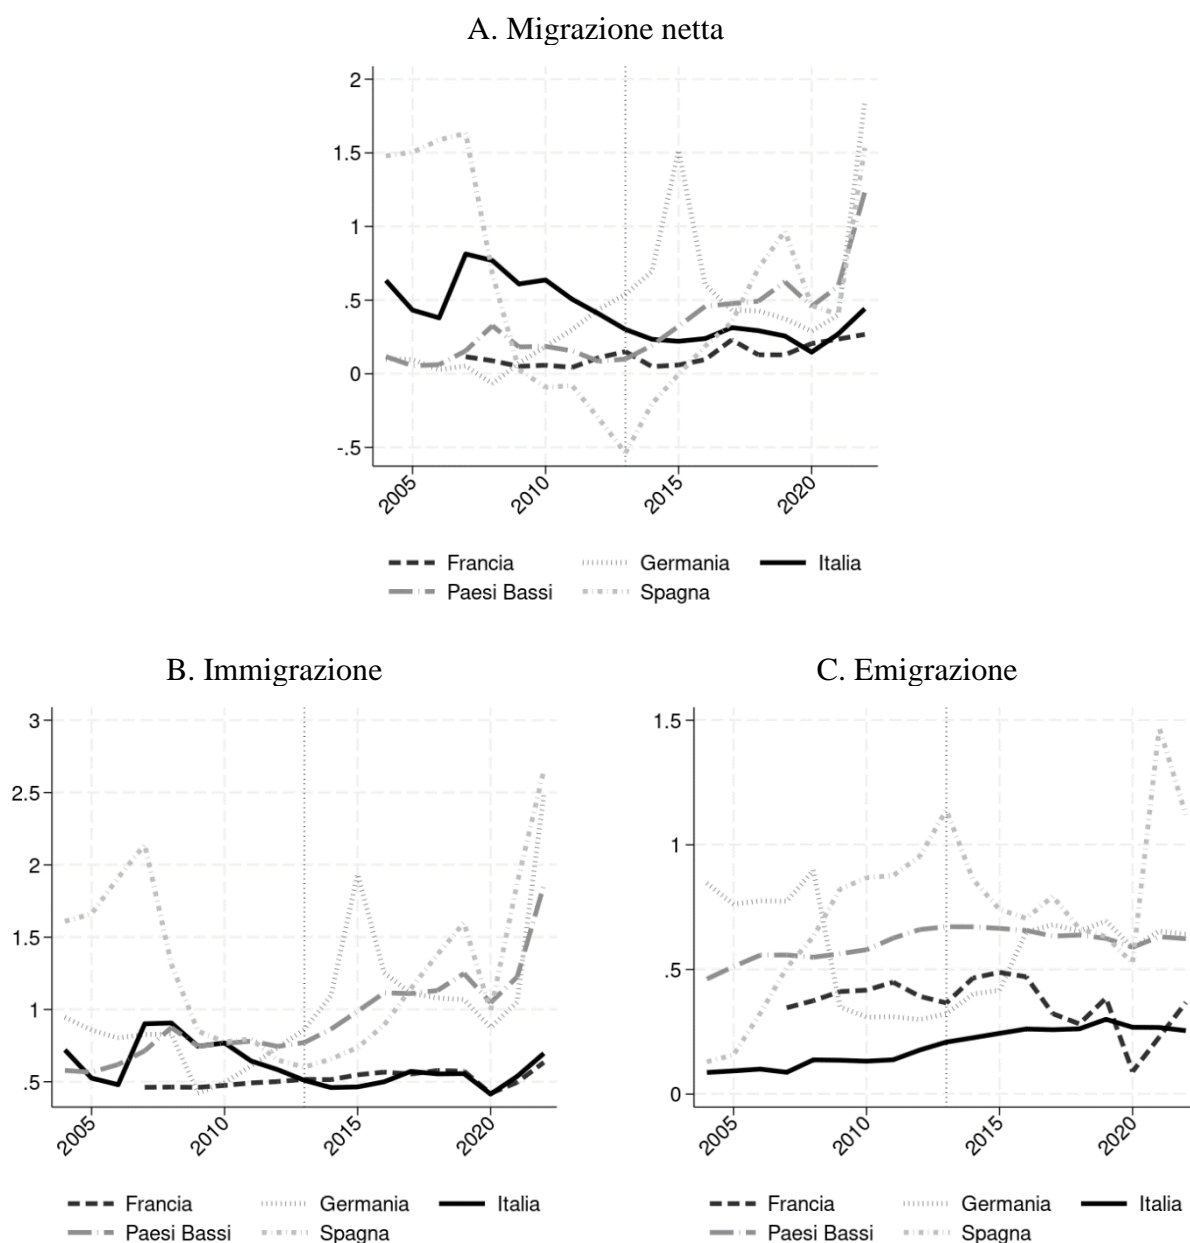 A. Migrazione netta
2
1.5
1
.5
0
-.5
2005 2010 2015 2020
Francia Germania Italia
Paesi Bassi Spagna
B. Immigrazione
3
2.5
2
1.5
1
.5
2005 2010 2015 2020
Francia Germania Italia
Paesi Bassi Spagna
C. Emigrazione
1.5
1
.5
0
2005 2010 2015 2020
Francia Germania Italia
Paesi Bassi Spagna